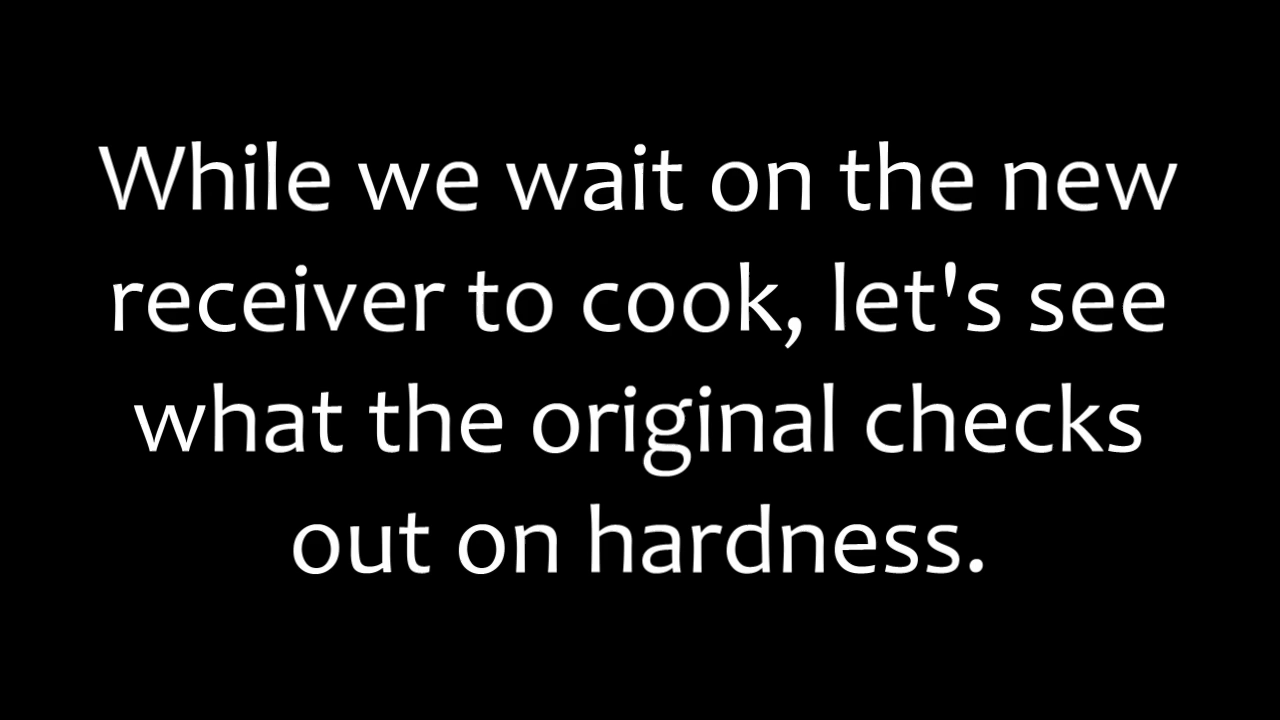 While we wait on the new
receiver to cook, let's see
what the original checks
out on hardness.